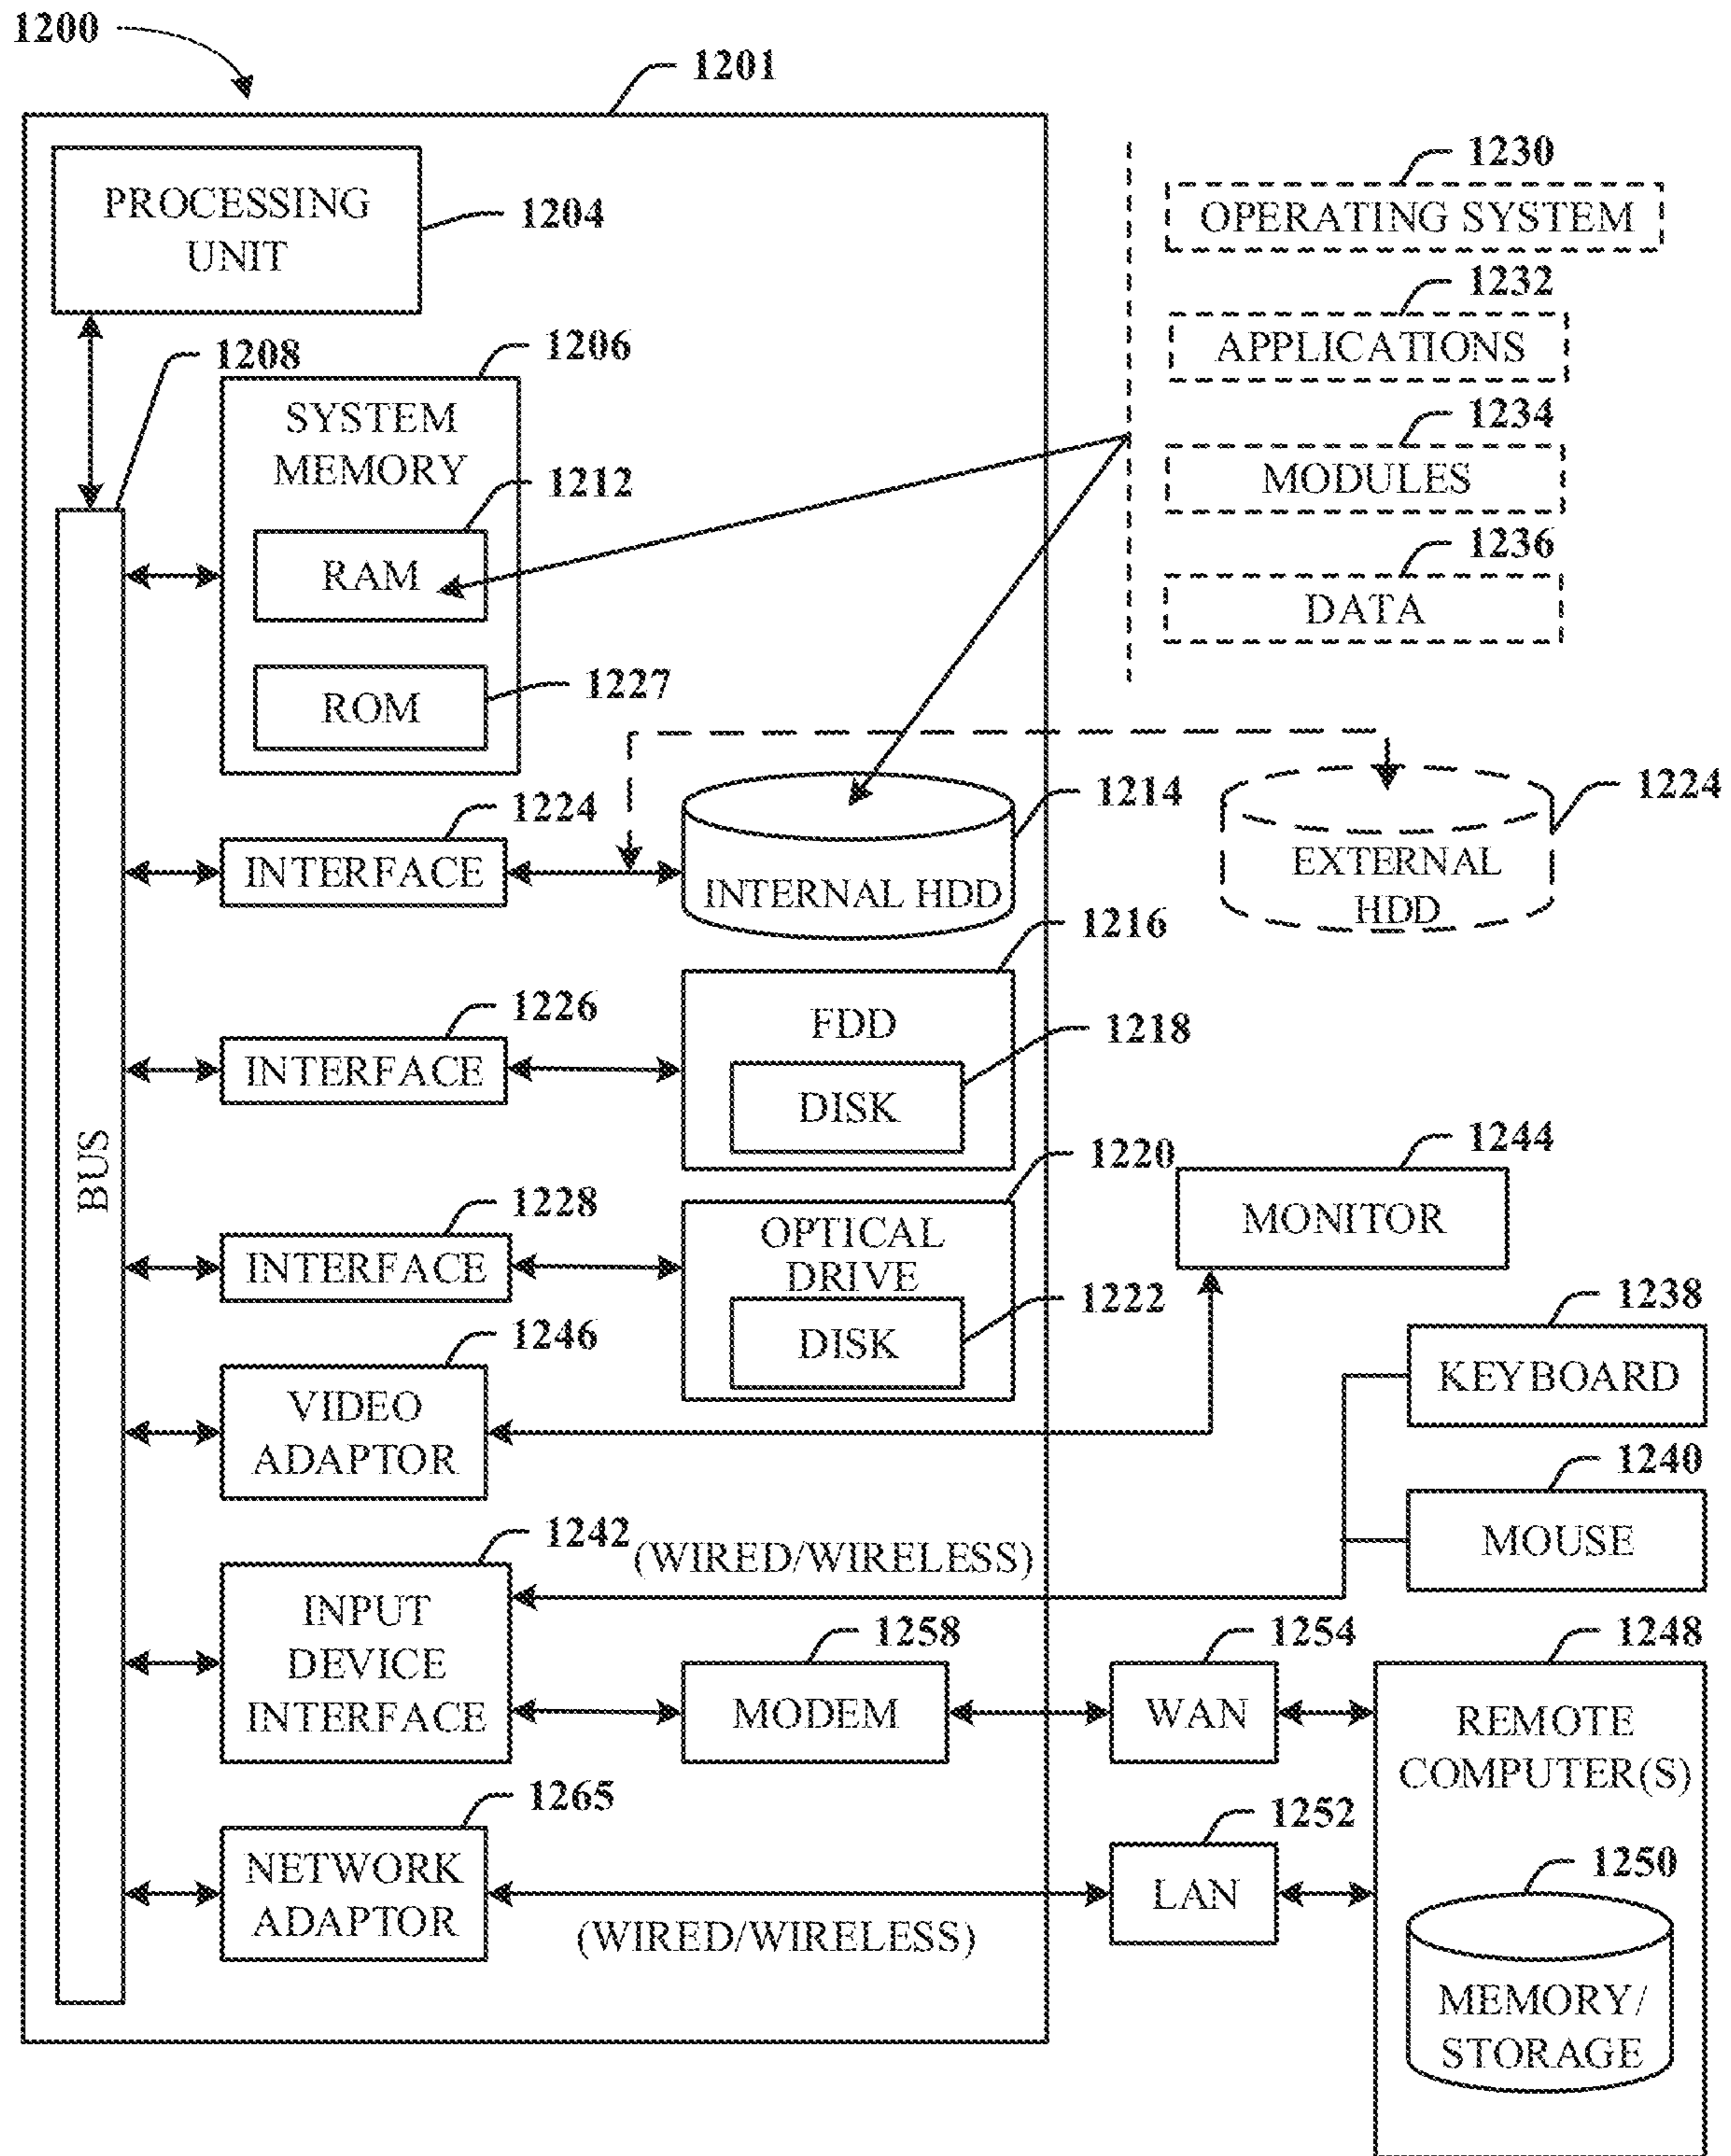 1200
1201
PROCESSING
UNIT
1204
1230
OPERATING SYSTEM
1232
APPLICATIONS
1234
MODULES
1236
DATA
1208
1206
SYSTEM
MEMORY
1212
RAM
1227
ROM
1224
INTERFACE
1214
INTERNAL HDD
1224
EXTERNAL
HDD
1226
INTERFACE
1216
FDD
1218
DISK
BUS
1228
INTERFACE
1220
OPTICAL
DRIVE
1222
DISK
1244
MONITOR
1246
VIDEO
ADAPTOR
1238
KEYBOARD
1240
MOUSE
1242
(WIRED/WIRELESS)
INPUT
DEVICE
INTERFACE
1258
MODEM
1254
WAN
1248
REMOTE
COMPUTER(S)
1265
NETWORK
ADAPTOR
(WIRED/WIRELESS)
1252
LAN
1250
MEMORY/
STORAGE